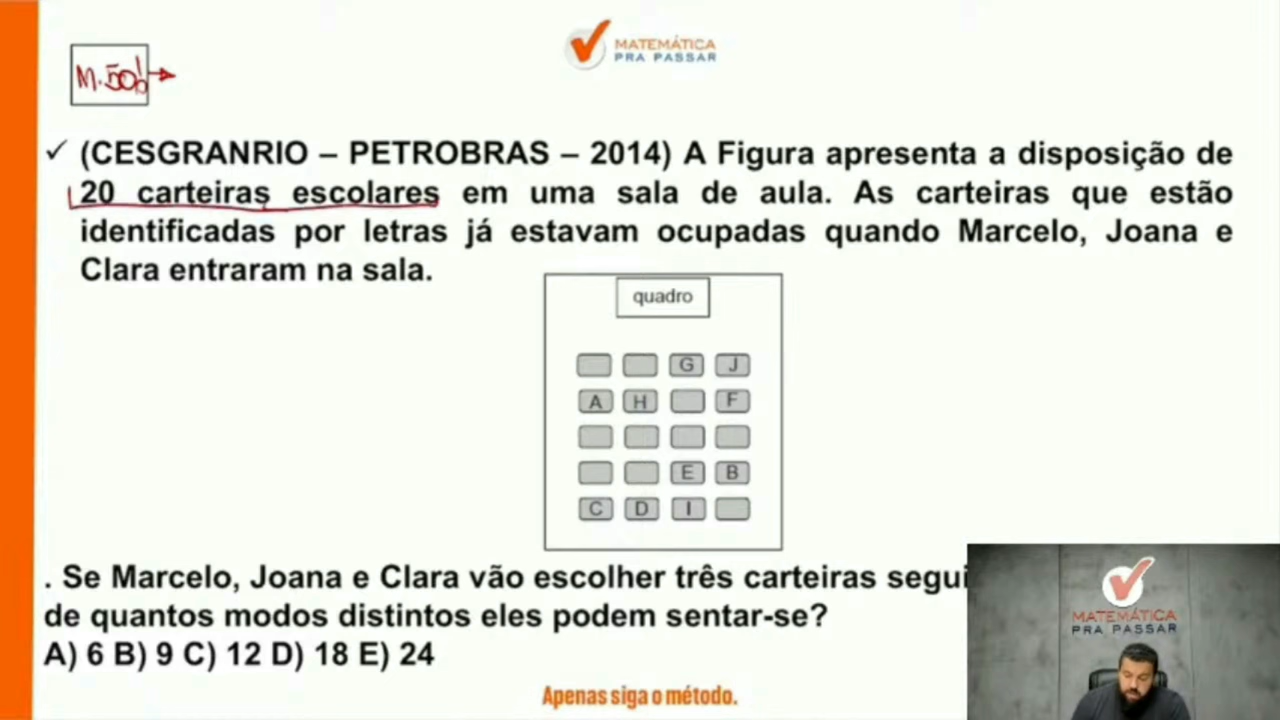 MATEMÁTICA
PRA PASSAR
M.50!
✓ (CESGRANRIO – PETROBRAS – 2014) A Figura apresenta a disposição de
20 carteiras escolares em uma sala de aula. As carteiras que estão
identificadas por letras já estavam ocupadas quando Marcelo, Joana e
Clara entraram na sala.
quadro
G J
A H F
E B
C D I
. Se Marcelo, Joana e Clara vão escolher três carteiras segui
de quantos modos distintos eles podem sentar-se?
A) 6 B) 9 C) 12 D) 18 E) 24
MATEMÁTICA
PRA PASSAR
Apenas siga o método.